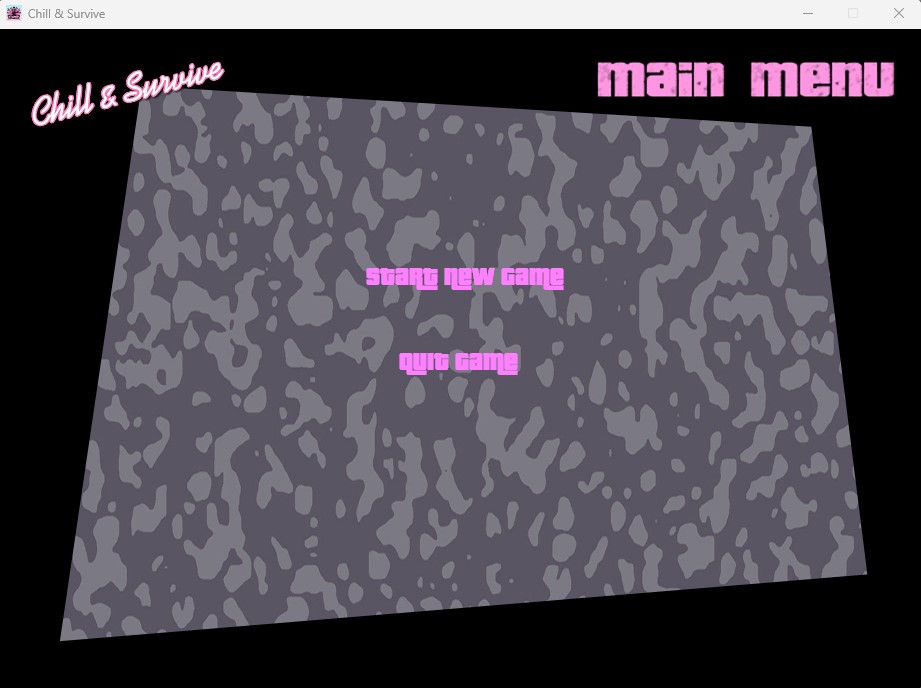 Chill & Survive
Chill & Survive
main menu
start new game
quit game